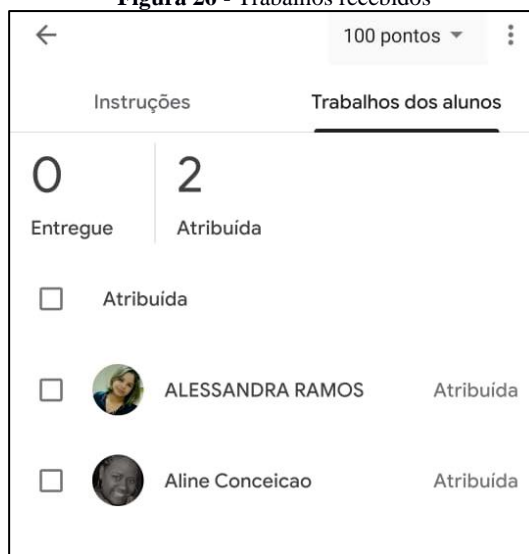 Figura 26 - Trabalhos recebidos
100 pontos
Instruções Trabalhos dos alunos
0 2
Entregue Atribuída
Atribuída
ALESSANDRA RAMOS Atribuída
Aline Conceicao Atribuída